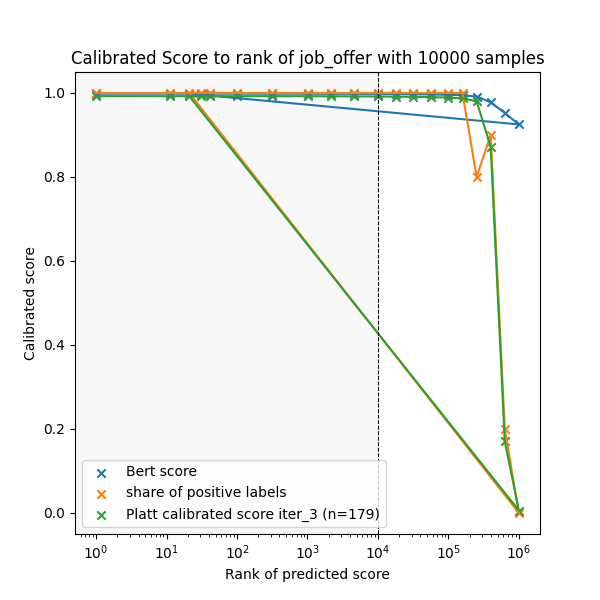 Calibrated Score to rank of job_offer with 10000 samples
Calibrated score
1.0
0.8
0.6
0.4
0.2
0.0
Bert score
share of positive labels
Platt calibrated score iter_3 (n=179)
10⁰
10¹
10²
10³
10⁴
10⁵
10⁶
Rank of predicted score